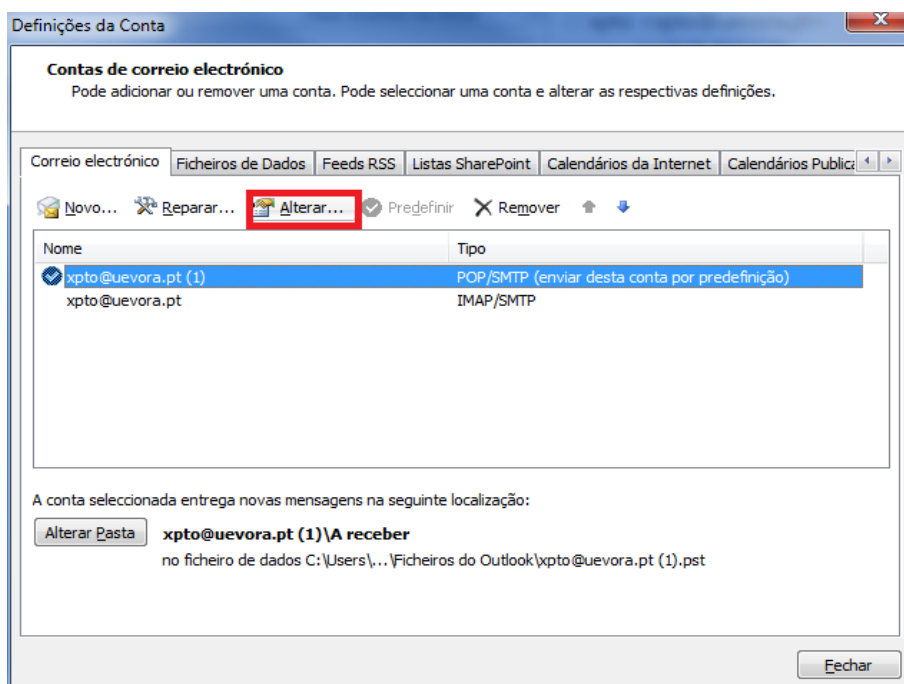 Definições da Conta
Contas de correio electrónico
Pode adicionar ou remover uma conta. Pode seleccionar uma conta e alterar as respectivas definições.
Correio electrónico Ficheiros de Dados Feeds RSS Listas SharePoint Calendários da Internet Calendários Publica
Novo... Reparar... Alterar... Predefinir Remover
Nome Tipo
xpto@uevora.pt (1) POP/SMTP (enviar desta conta por predefinição)
xpto@uevora.pt IMAP/SMTP
A conta seleccionada entrega novas mensagens na seguinte localização:
Alterar Pasta xpto@uevora.pt (1)\A receber
no ficheiro de dados C:\Users\...\Ficheiros do Outlook\xpto@uevora.pt (1).pst
Fechar